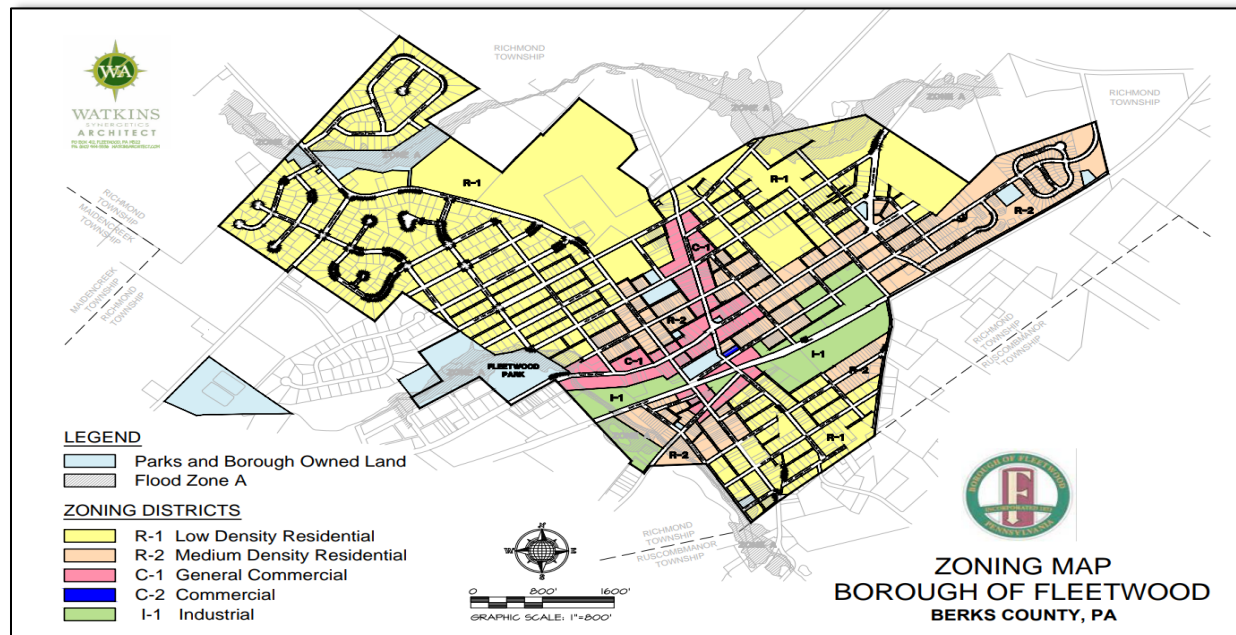 WATKINS
SYNERGETICS
ARCHITECT
RICHMOND
TOWNSHIP
RICHMOND
TOWNSHIP
ZONE A
ZONE A
ZONE A
ZONE A
R-1
R-1
R-2
C-1
R-2
C-1
I-1
R-2
I-1
R-1
R-2
ZONE A
FLEETWOOD
PARK
ZONE A
RICHMOND
TOWNSHIP
MAIDENCREEK
TOWNSHIP
MAIDENCREEK
TOWNSHIP
RICHMOND
TOWNSHIP
RICHMOND
TOWNSHIP
RUSCOMBMANOR
TOWNSHIP
RICHMOND
TOWNSHIP
RUSCOMBMANOR
TOWNSHIP
LEGEND
Parks and Borough Owned Land
Flood Zone A
ZONING DISTRICTS
R-1 Low Density Residential
R-2 Medium Density Residential
C-1 General Commercial
C-2 Commercial
I-1 Industrial
N
W E
S
0 800' 1600'
GRAPHIC SCALE: 1"=800'
BOROUGH OF FLEETWOOD
F
PENNSYLVANIA
ZONING MAP
BOROUGH OF FLEETWOOD
BERKS COUNTY, PA